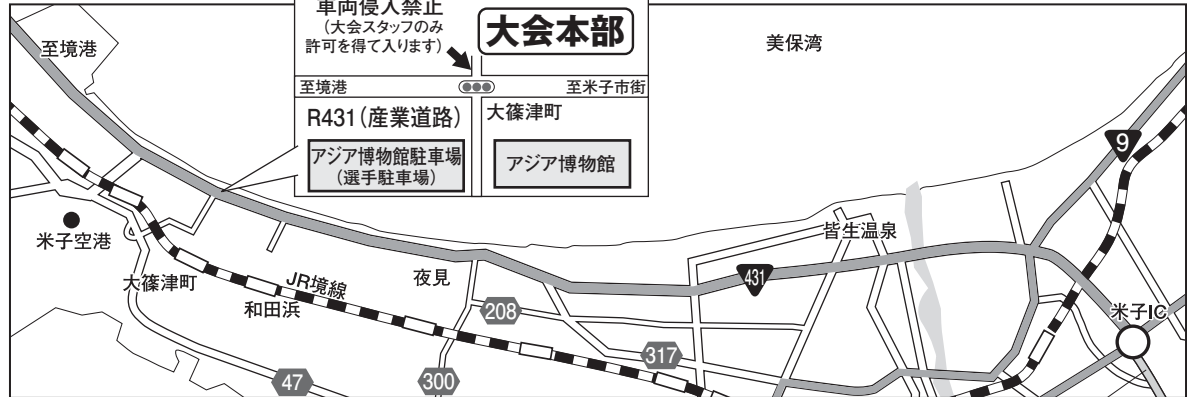 車両侵入禁止
(大会スタッフのみ
許可を得て入ります)
大会本部
至境港
至米子市街
R431(産業道路)
大篠津町
アジア博物館駐車場
(選手駐車場)
アジア博物館
至境港
美保湾
9
米子空港
大篠津町
JR境線
和田浜
夜見
皆生温泉
431
208
317
米子IC
47
300